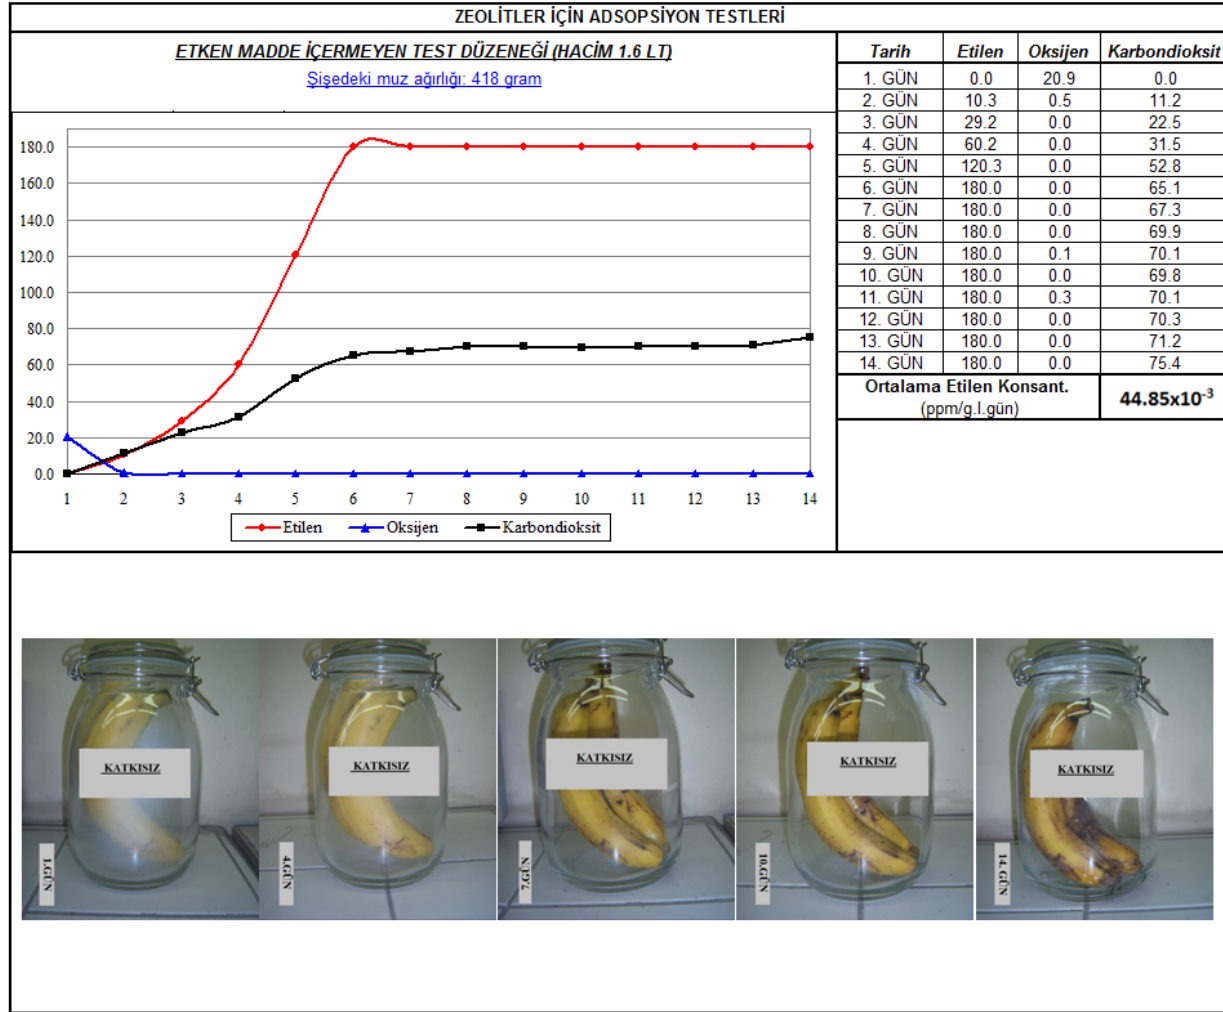 ZEOLİTLER İÇİN ADSOPSİYON TESTLERİ
ETKEN MADDE İÇERMEYEN TEST DÜZENEĞİ (HACİM 1.6 LT)
Şişedeki muz ağırlığı: 418 gram
180.0
160.0
140.0
120.0
100.0
80.0
60.0
40.0
20.0
0.0
1 2 3 4 5 6 7 8 9 10 11 12 13 14
Etilen Oksijen Karbondioksit
Tarih Etilen Oksijen Karbondioksit
1. GÜN 0.0 20.9 0.0
2. GÜN 10.3 0.5 11.2
3. GÜN 29.2 0.0 22.5
4. GÜN 60.2 0.0 31.5
5. GÜN 120.3 0.0 52.8
6. GÜN 180.0 0.0 65.1
7. GÜN 180.0 0.0 67.3
8. GÜN 180.0 0.0 69.9
9. GÜN 180.0 0.1 70.1
10. GÜN 180.0 0.0 69.8
11. GÜN 180.0 0.3 70.1
12. GÜN 180.0 0.0 70.3
13. GÜN 180.0 0.0 71.2
14. GÜN 180.0 0.0 75.4
Ortalama Etilen Konsant.
(ppm/g.l.gün)
44.85x10⁻³
KATKISIZ
1.GÜN
KATKISIZ
4.GÜN
KATKISIZ
7.GÜN
KATKISIZ
10.GÜN
KATKISIZ
14. GÜN